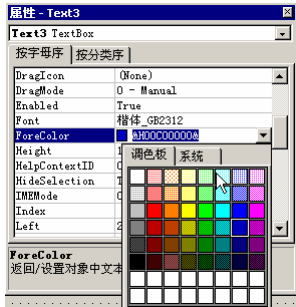 属性 - Text3
Text3 TextBox
按字母序 按分类序
DragIcon (None)
DragMode 0 - Manual
Enabled True
Font 楷体_GB2312
ForeColor &H00C00000&
Height
HelpContextID
HideSelection
IMEMode
Index
Left 2
调色板 系统
ForeColor
返回/设置对象中文本